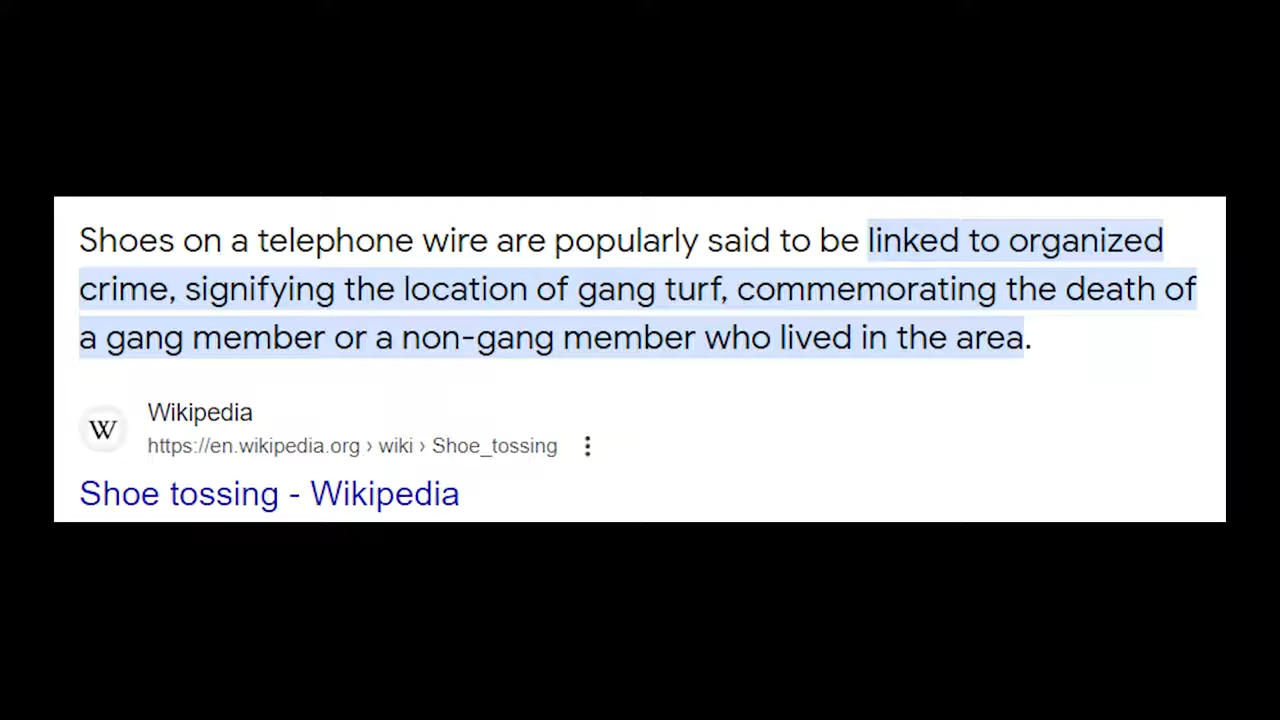 Shoes on a telephone wire are popularly said to be linked to organized
crime, signifying the location of gang turf, commemorating the death of
a gang member or a non-gang member who lived in the area.
W
Wikipedia
https://en.wikipedia.org › wiki › Shoe_tossing
Shoe tossing - Wikipedia